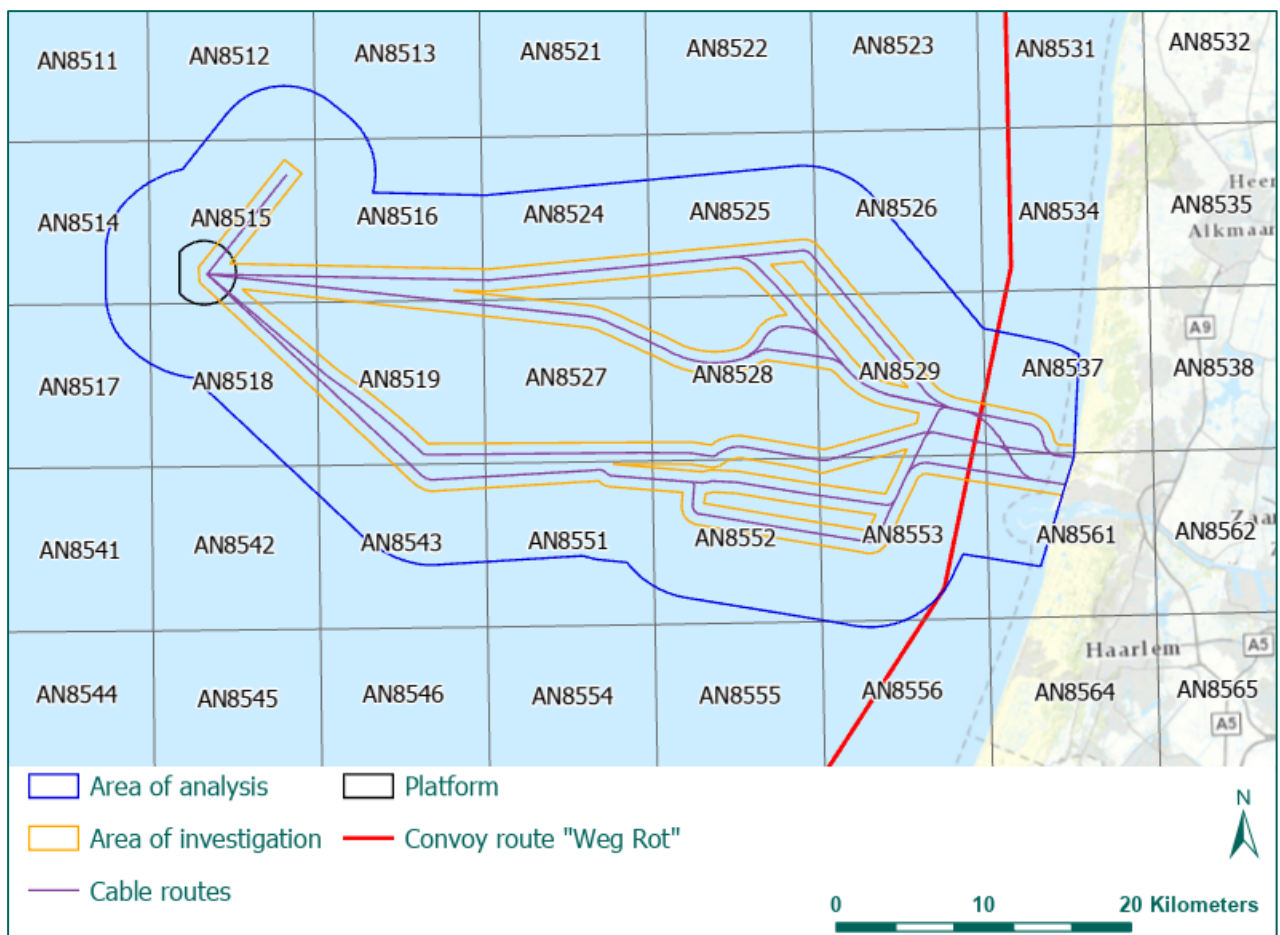 AN8511 AN8512 AN8513 AN8521 AN8522 AN8523 AN8531 AN8532
AN8514 AN8515 AN8516 AN8524 AN8525 AN8526 AN8534 AN8535
Heer
Alkmaar
A9
AN8517 AN8518 AN8519 AN8527 AN8528 AN8529 AN8537 AN8538
AN8541 AN8542 AN8543 AN8551 AN8552 AN8553 AN8561 AN8562
Zaan
Haarlem
A5
AN8544 AN8545 AN8546 AN8554 AN8555 AN8556 AN8564 AN8565
A5
Area of analysis
Platform
Area of investigation
Convoy route "Weg Rot"
Cable routes
N
0 10 20 Kilometers